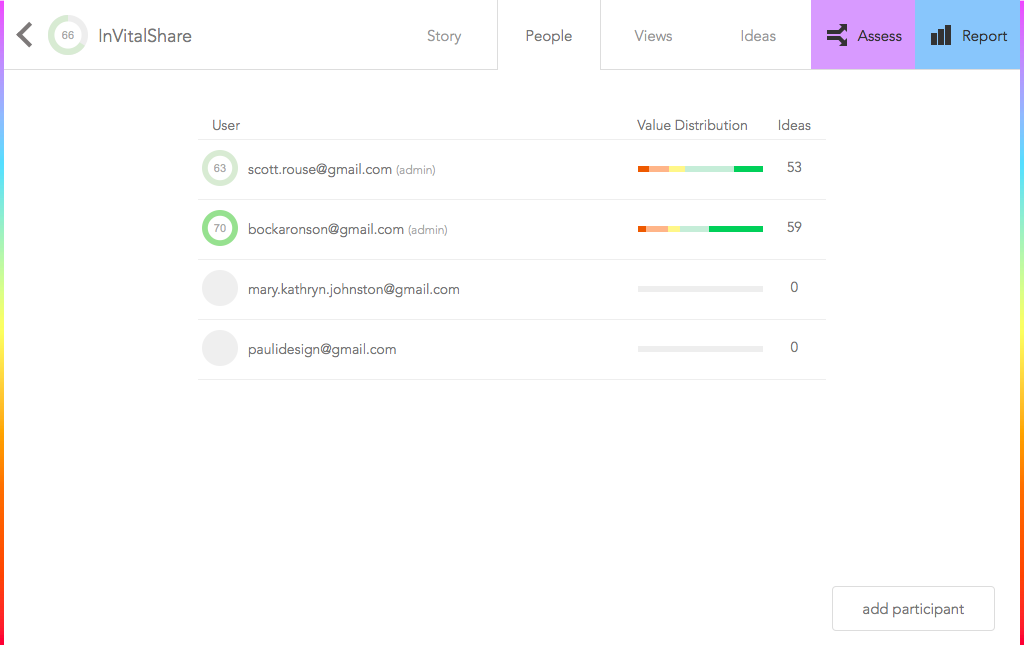 66 InVitalShare Story People Views Ideas Assess Report
User Value Distribution Ideas
63 scott.rouse@gmail.com (admin) 53
70 bockaronson@gmail.com (admin) 59
mary.kathryn.johnston@gmail.com 0
paulidesign@gmail.com 0
add participant